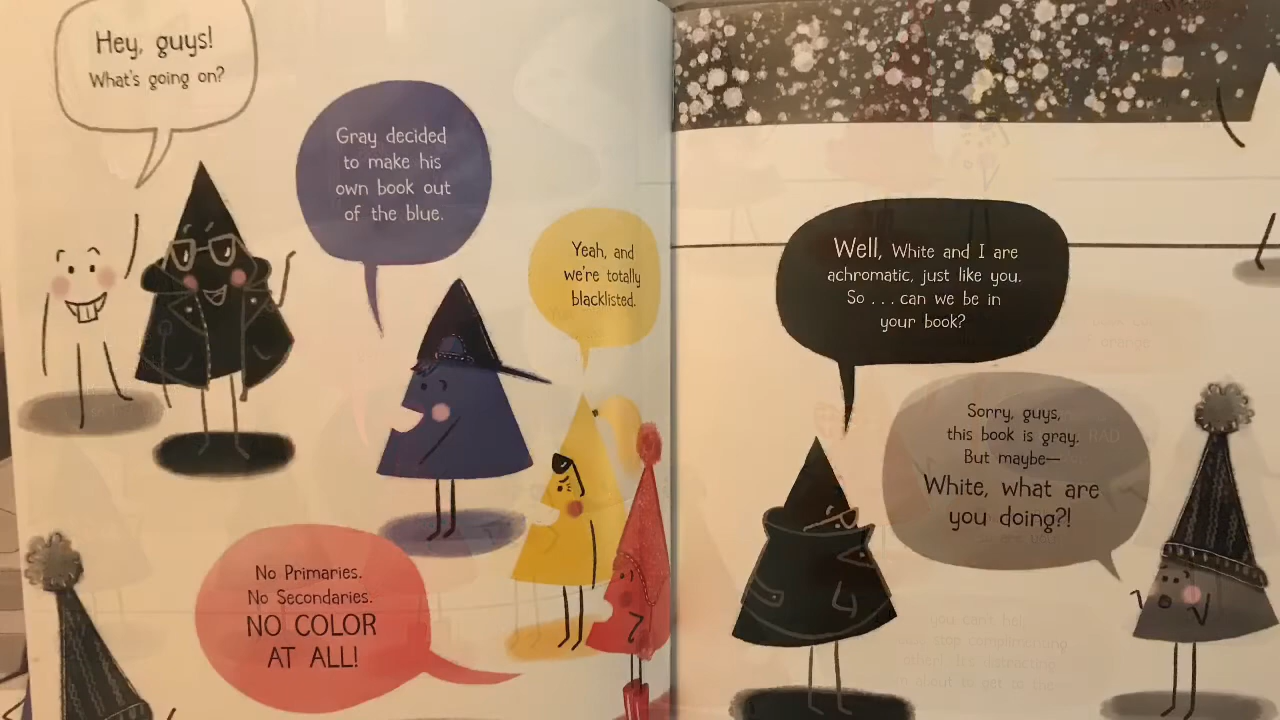 Hey, guys!
What's going on?
Gray decided
to make his
own book out
of the blue.
Yeah, and
we're totally
blacklisted.
No Primaries.
No Secondaries.
NO COLOR
AT ALL!
Well, White and I are
achromatic, just like you.
So . . . can we be in
your book?
Sorry, guys,
this book is gray.
But maybe—
White, what are
you doing?!